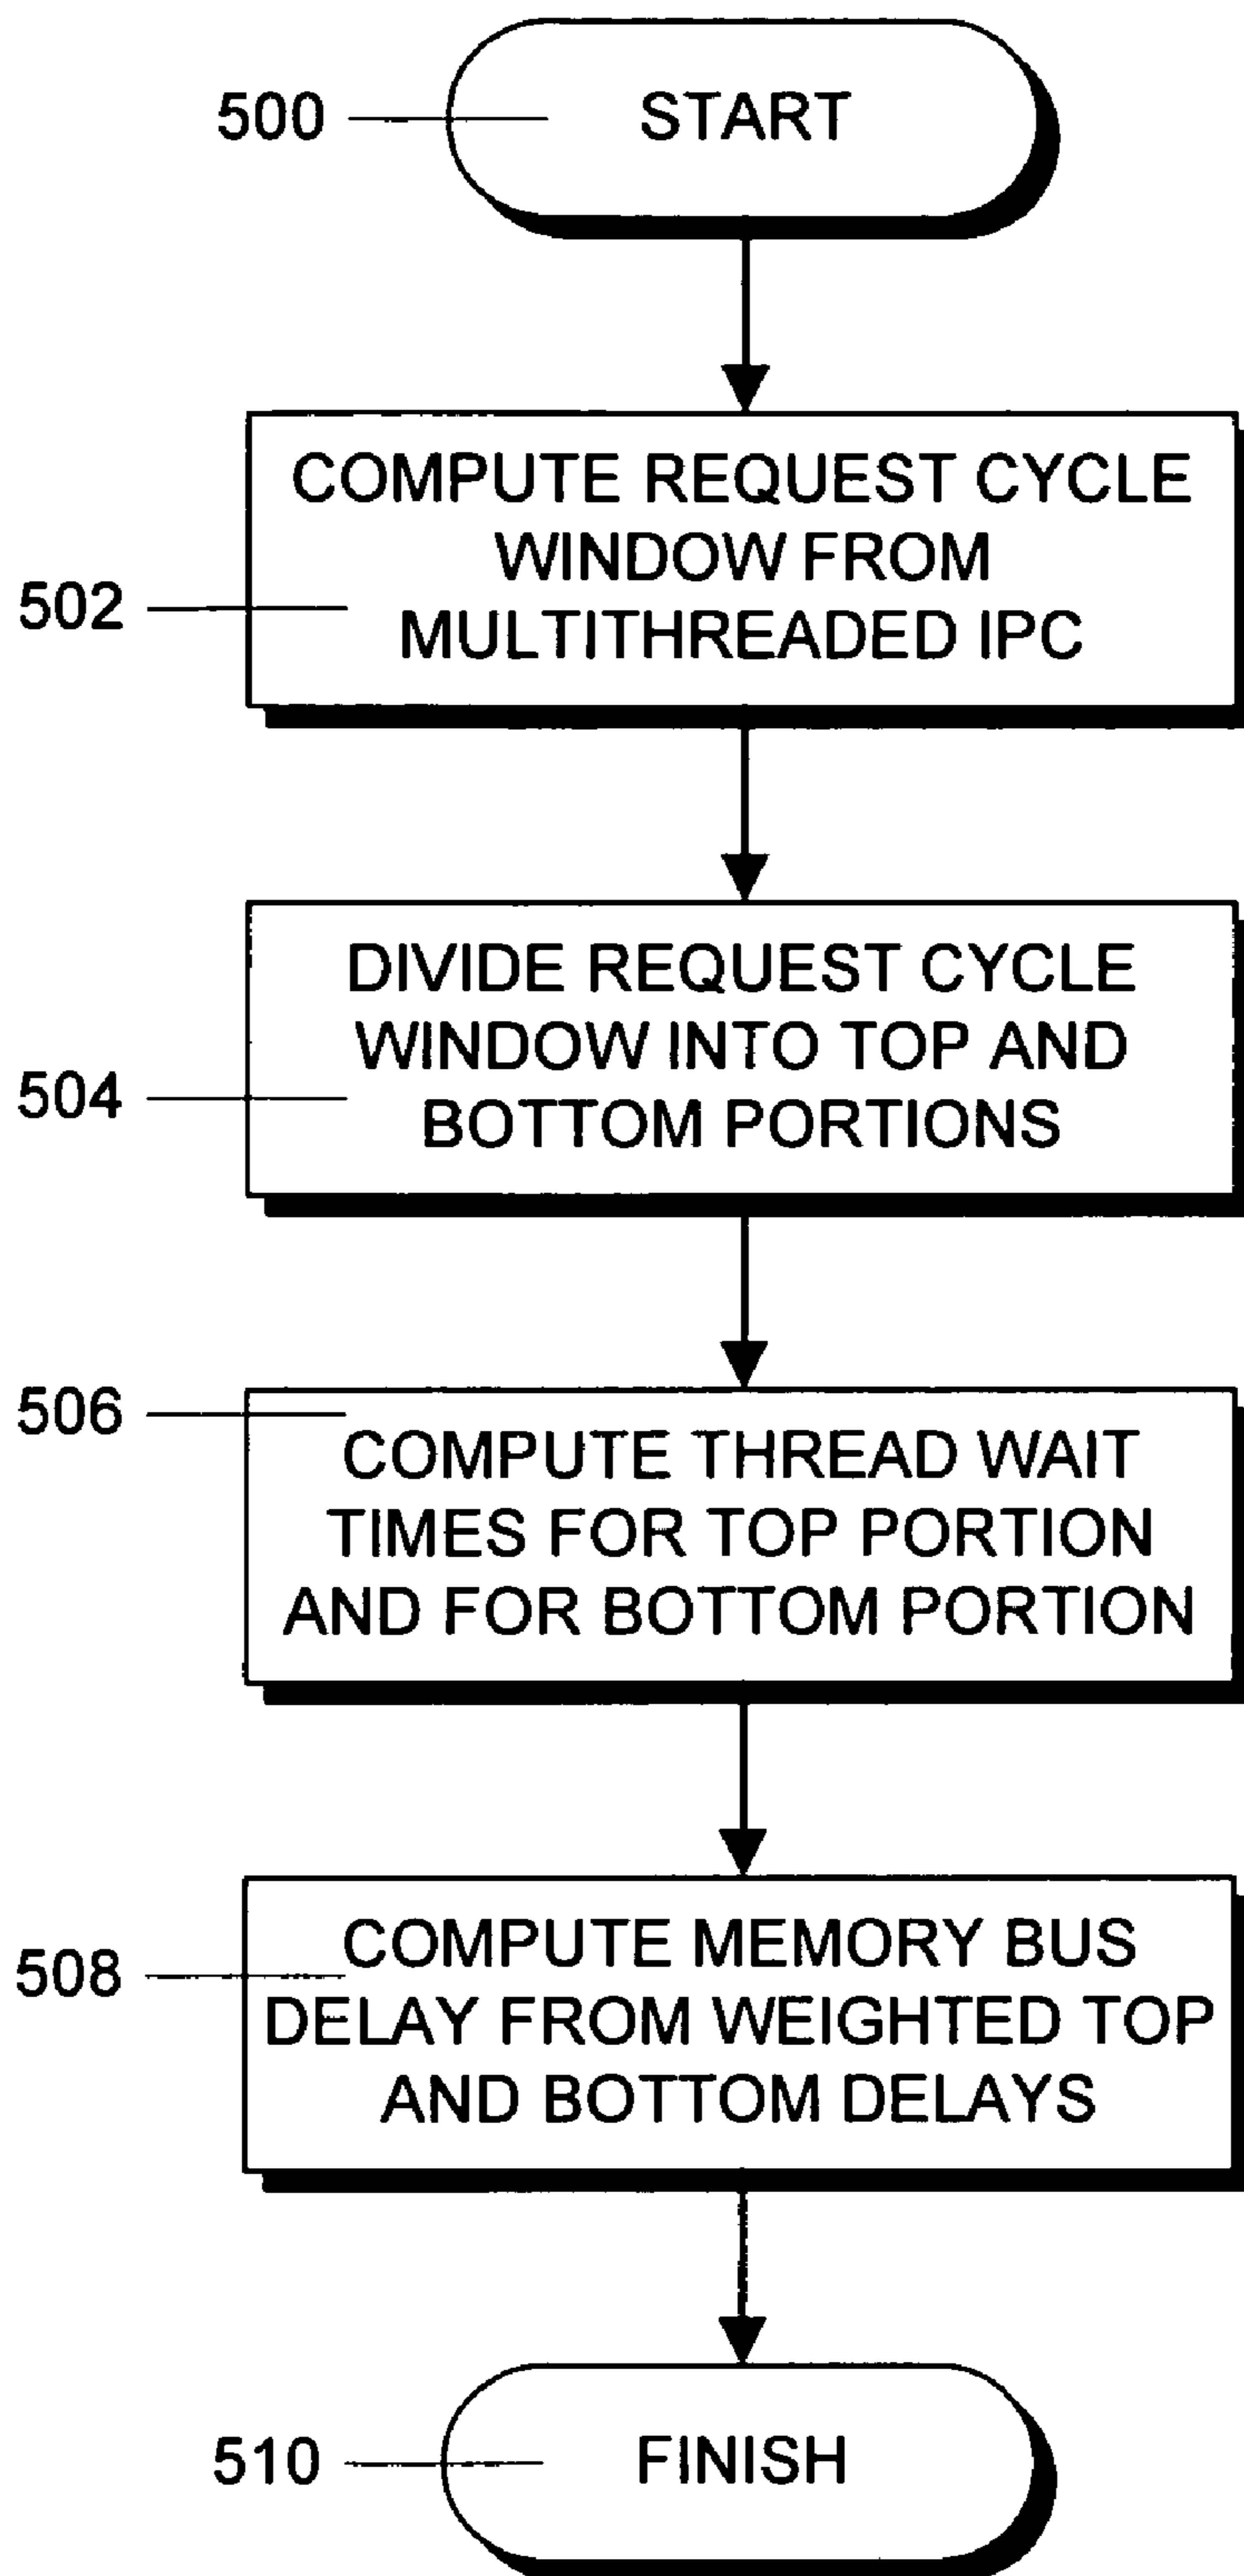 500
START
COMPUTE REQUEST CYCLE
WINDOW FROM
502
MULTITHREADED IPC
DIVIDE REQUEST CYCLE
WINDOW INTO TOP AND
504
BOTTOM PORTIONS
506
COMPUTE THREAD WAIT
TIMES FOR TOP PORTION
AND FOR BOTTOM PORTION
COMPUTE MEMORY BUS
508
DELAY FROM WEIGHTED TOP
AND BOTTOM DELAYS
510
FINISH